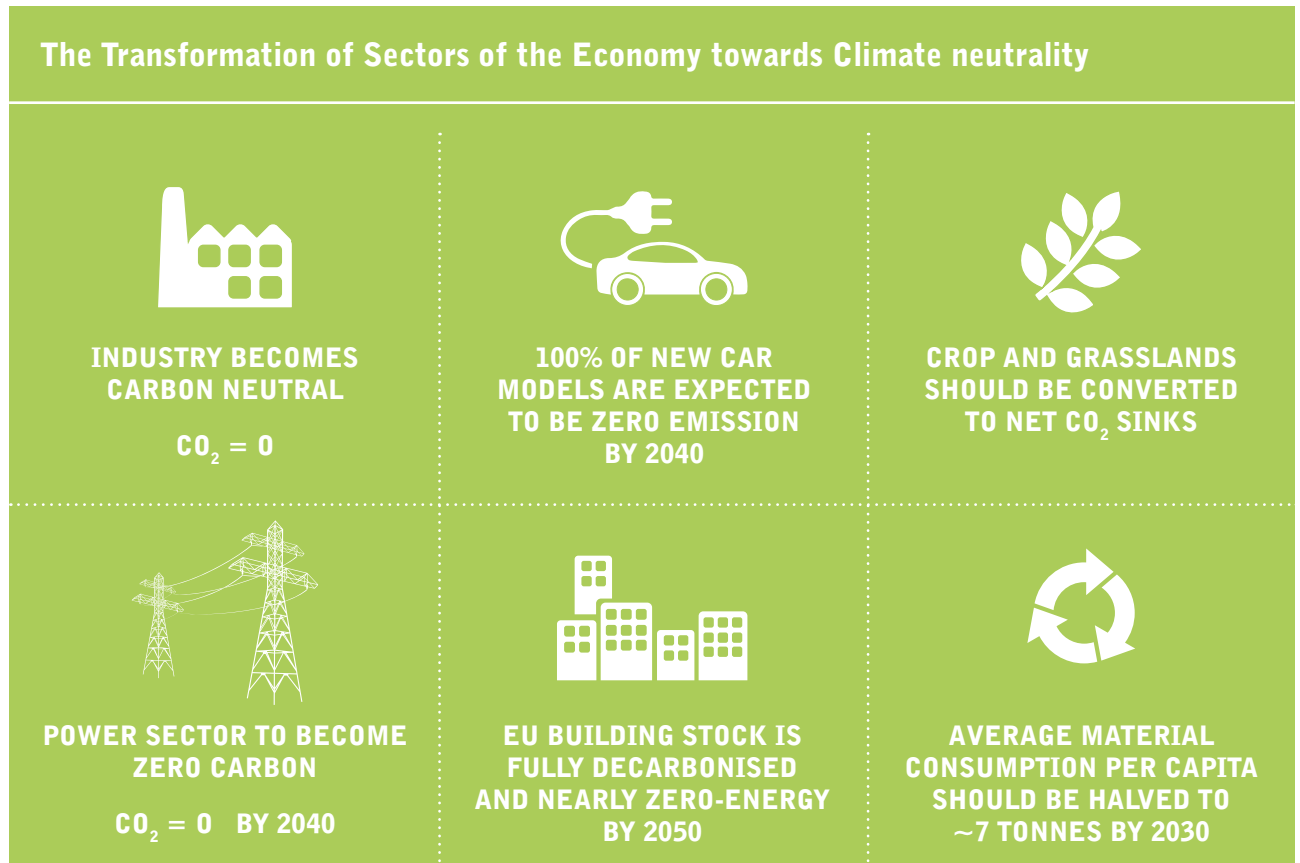 The Transformation of Sectors of the Economy towards Climate neutrality
INDUSTRY BECOMES
CARBON NEUTRAL
CO₂ = 0
100% OF NEW CAR
MODELS ARE EXPECTED
TO BE ZERO EMISSION
BY 2040
CROP AND GRASSLANDS
SHOULD BE CONVERTED
TO NET CO₂ SINKS
POWER SECTOR TO BECOME
ZERO CARBON
CO₂ = 0 BY 2040
EU BUILDING STOCK IS
FULLY DECARBONISED
AND NEARLY ZERO-ENERGY
BY 2050
AVERAGE MATERIAL
CONSUMPTION PER CAPITA
SHOULD BE HALVED TO
~7 TONNES BY 2030